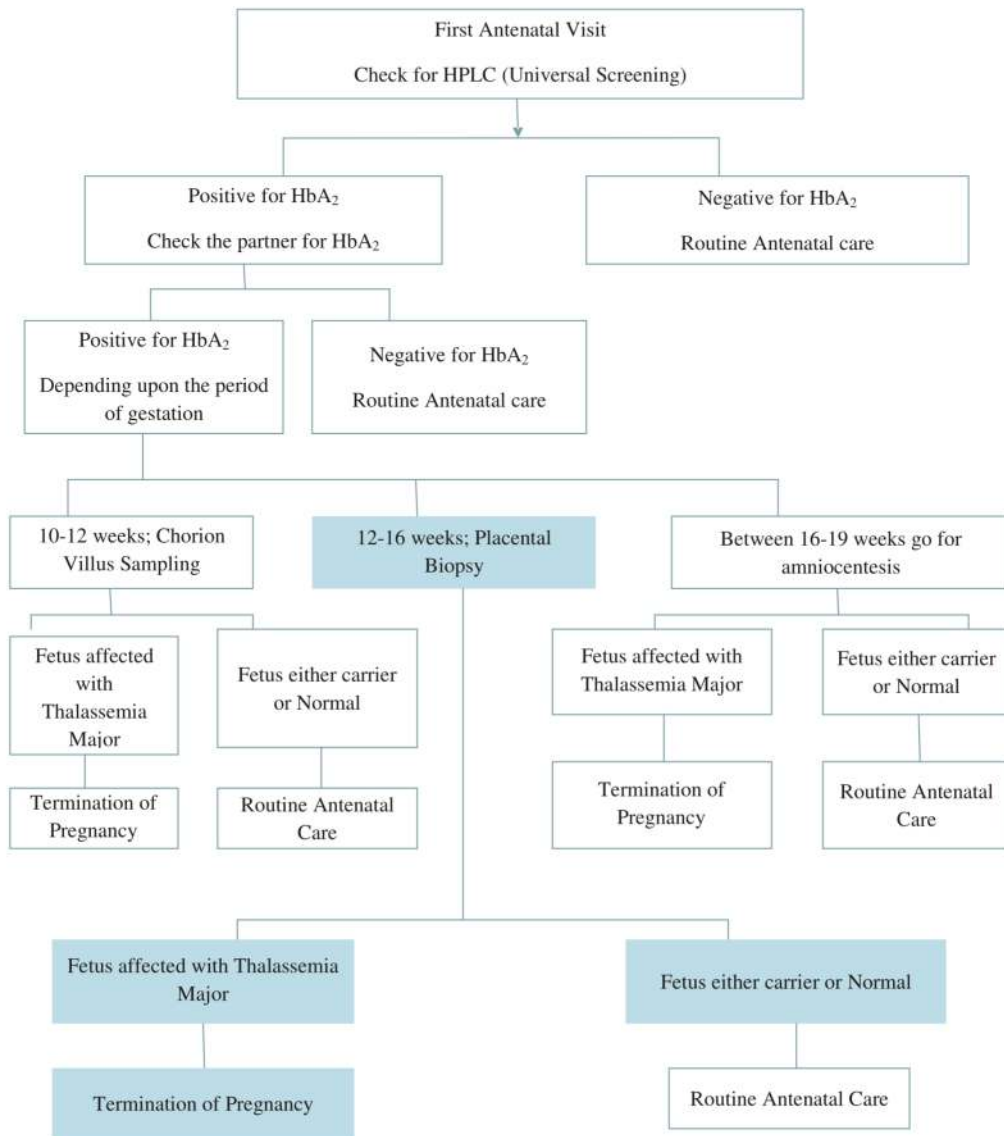 First Antenatal Visit
Check for HPLC (Universal Screening)
Positive for HbA₂
Check the partner for HbA₂
Negative for HbA₂
Routine Antenatal care
Positive for HbA₂
Depending upon the period
of gestation
Negative for HbA₂
Routine Antenatal care
10-12 weeks; Chorion
Villus Sampling
12-16 weeks; Placental
Biopsy
Between 16-19 weeks go for
amniocentesis
Fetus affected
with
Thalassemia
Major
Fetus either carrier
or Normal
Fetus affected with
Thalassemia Major
Fetus either carrier
or Normal
Termination of
Pregnancy
Routine Antenatal
Care
Termination of
Pregnancy
Routine Antenatal
Care
Fetus affected with Thalassemia
Major
Fetus either carrier or Normal
Termination of Pregnancy
Routine Antenatal Care